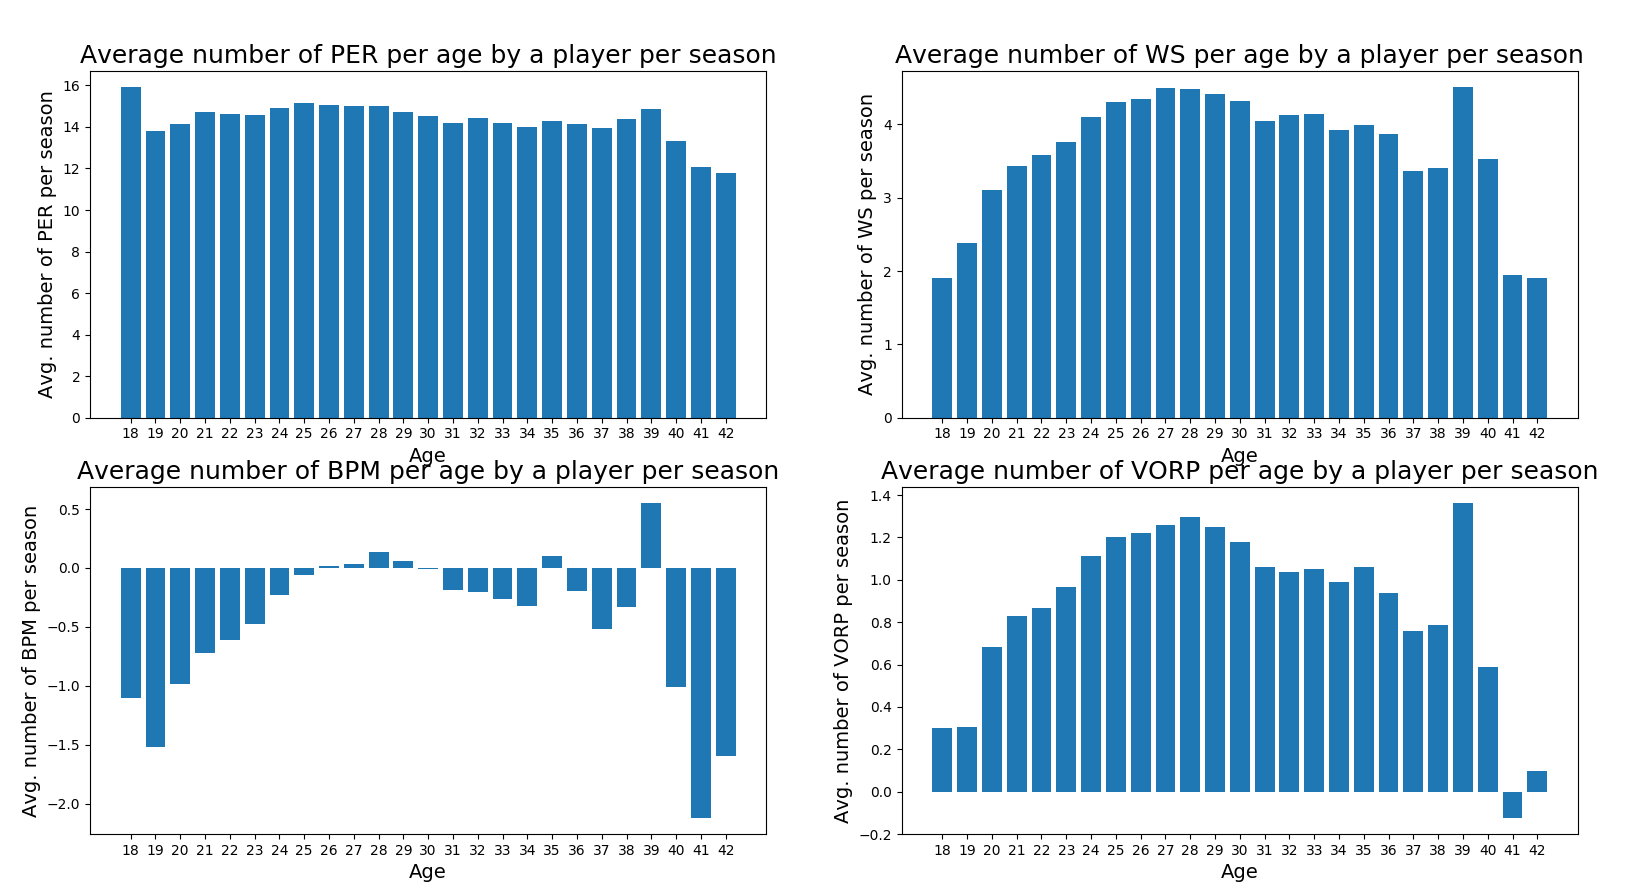 Average number of PER per age by a player per season
Avg. number of PER per season
16
14
12
10
8
6
4
2
0
18 19 20 21 22 23 24 25 26 27 28 29 30 31 32 33 34 35 36 37 38 39 40 41 42
Age
Average number of WS per age by a player per season
Avg. number of WS per season
4
3
2
1
0
18 19 20 21 22 23 24 25 26 27 28 29 30 31 32 33 34 35 36 37 38 39 40 41 42
Age
Average number of BPM per age by a player per season
Avg. number of BPM per season
0.5
0.0
−0.5
−1.0
−1.5
−2.0
18 19 20 21 22 23 24 25 26 27 28 29 30 31 32 33 34 35 36 37 38 39 40 41 42
Age
Average number of VORP per age by a player per season
Avg. number of VORP per season
1.4
1.2
1.0
0.8
0.6
0.4
0.2
0.0
−0.2
18 19 20 21 22 23 24 25 26 27 28 29 30 31 32 33 34 35 36 37 38 39 40 41 42
Age